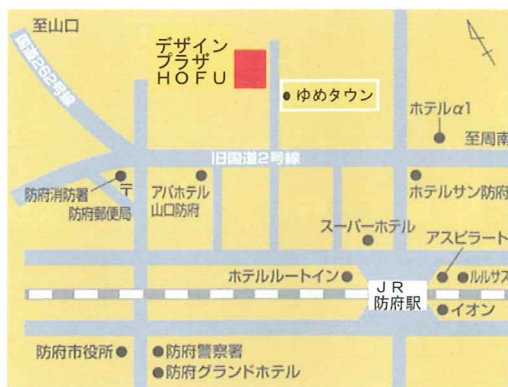 至山口
国道262号線
デザイン
プラザ
HOFU
ゆめタウン
ホテルα1
至周南
旧国道2号線
防府消防署
〒
防府郵便局
アパホテル
山口防府
ホテルサン防府
スーパーホテル
アスピラート
ホテルルートイン
JR
防府駅
ルルサス
イオン
防府市役所
防府警察署
防府グランドホテル